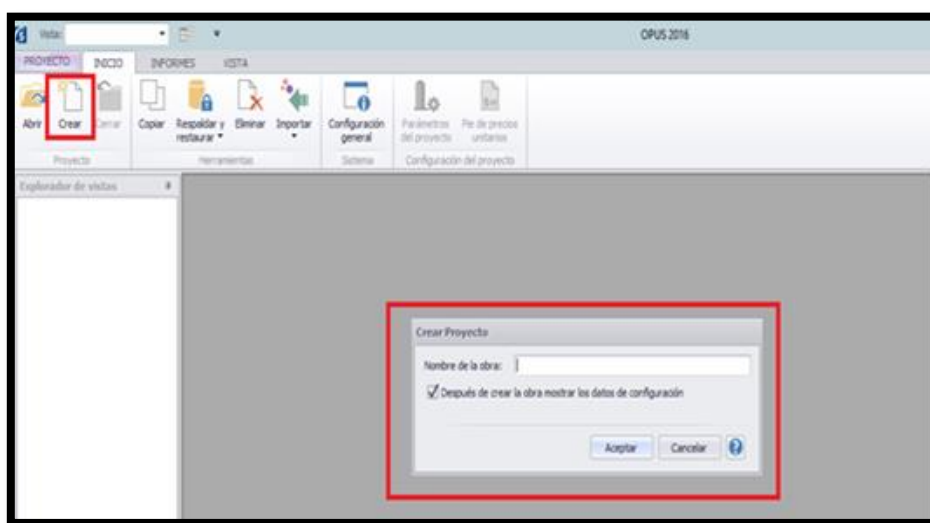 Vista:
OPUS 2016
PROYECTO INICIO INFORMES VISTA
Abrir Crear Cerrar Copiar Respaldar y restaurar Eliminar Importar Configuración general Parámetros del proyecto Pie de precios unitarios
Proyecto Herramientas Sistema Configuración del proyecto
Explorador de vistas
Crear Proyecto
Nombre de la obra:
Después de crear la obra mostrar los datos de configuración
Aceptar Cancelar